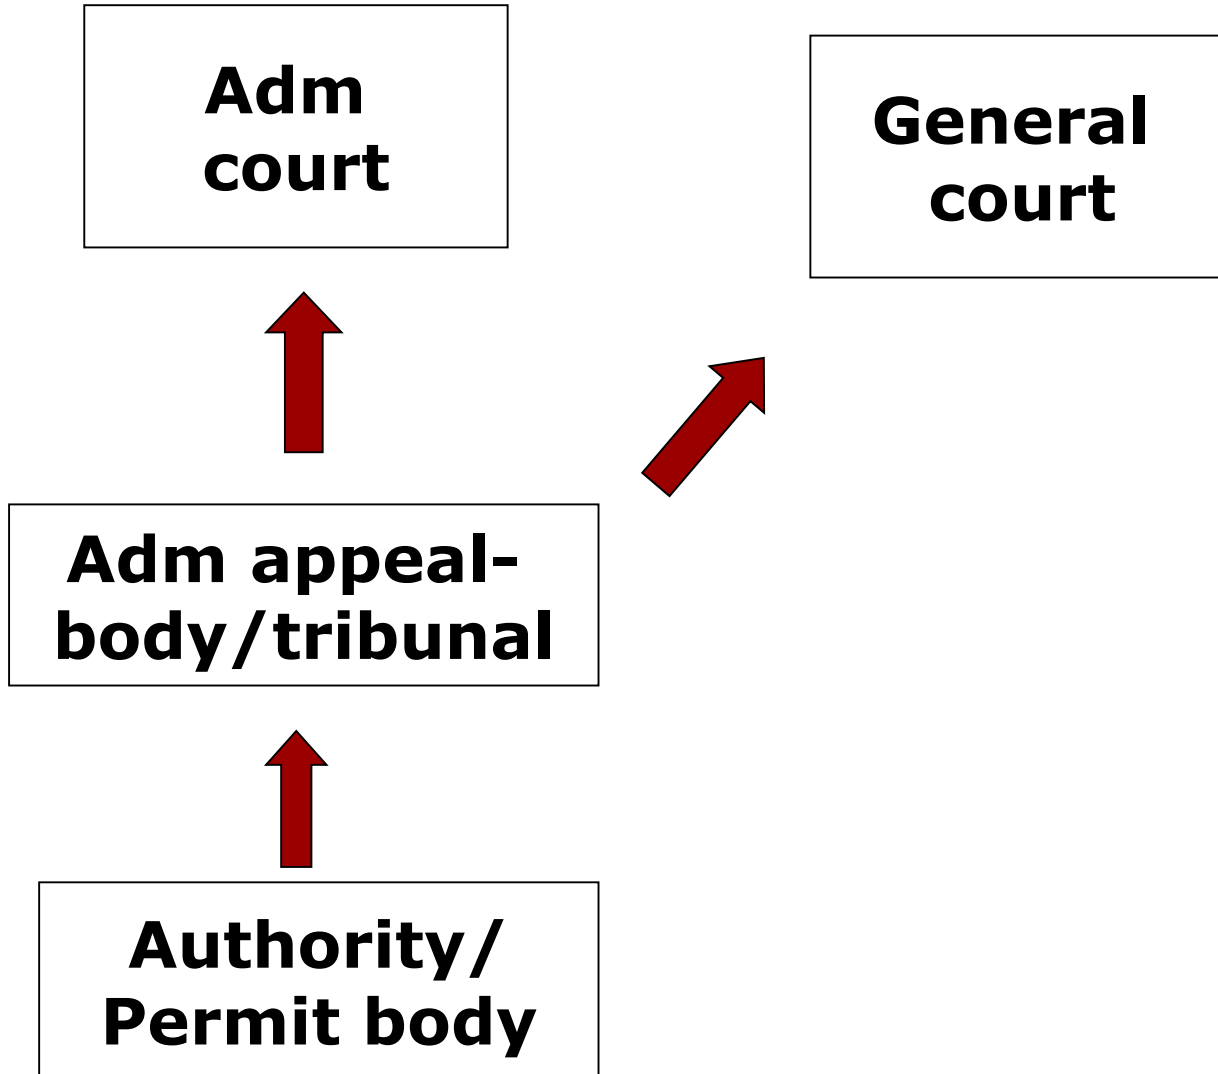 Adm
court
General
court
Adm appeal-
body/tribunal
Authority/
Permit body